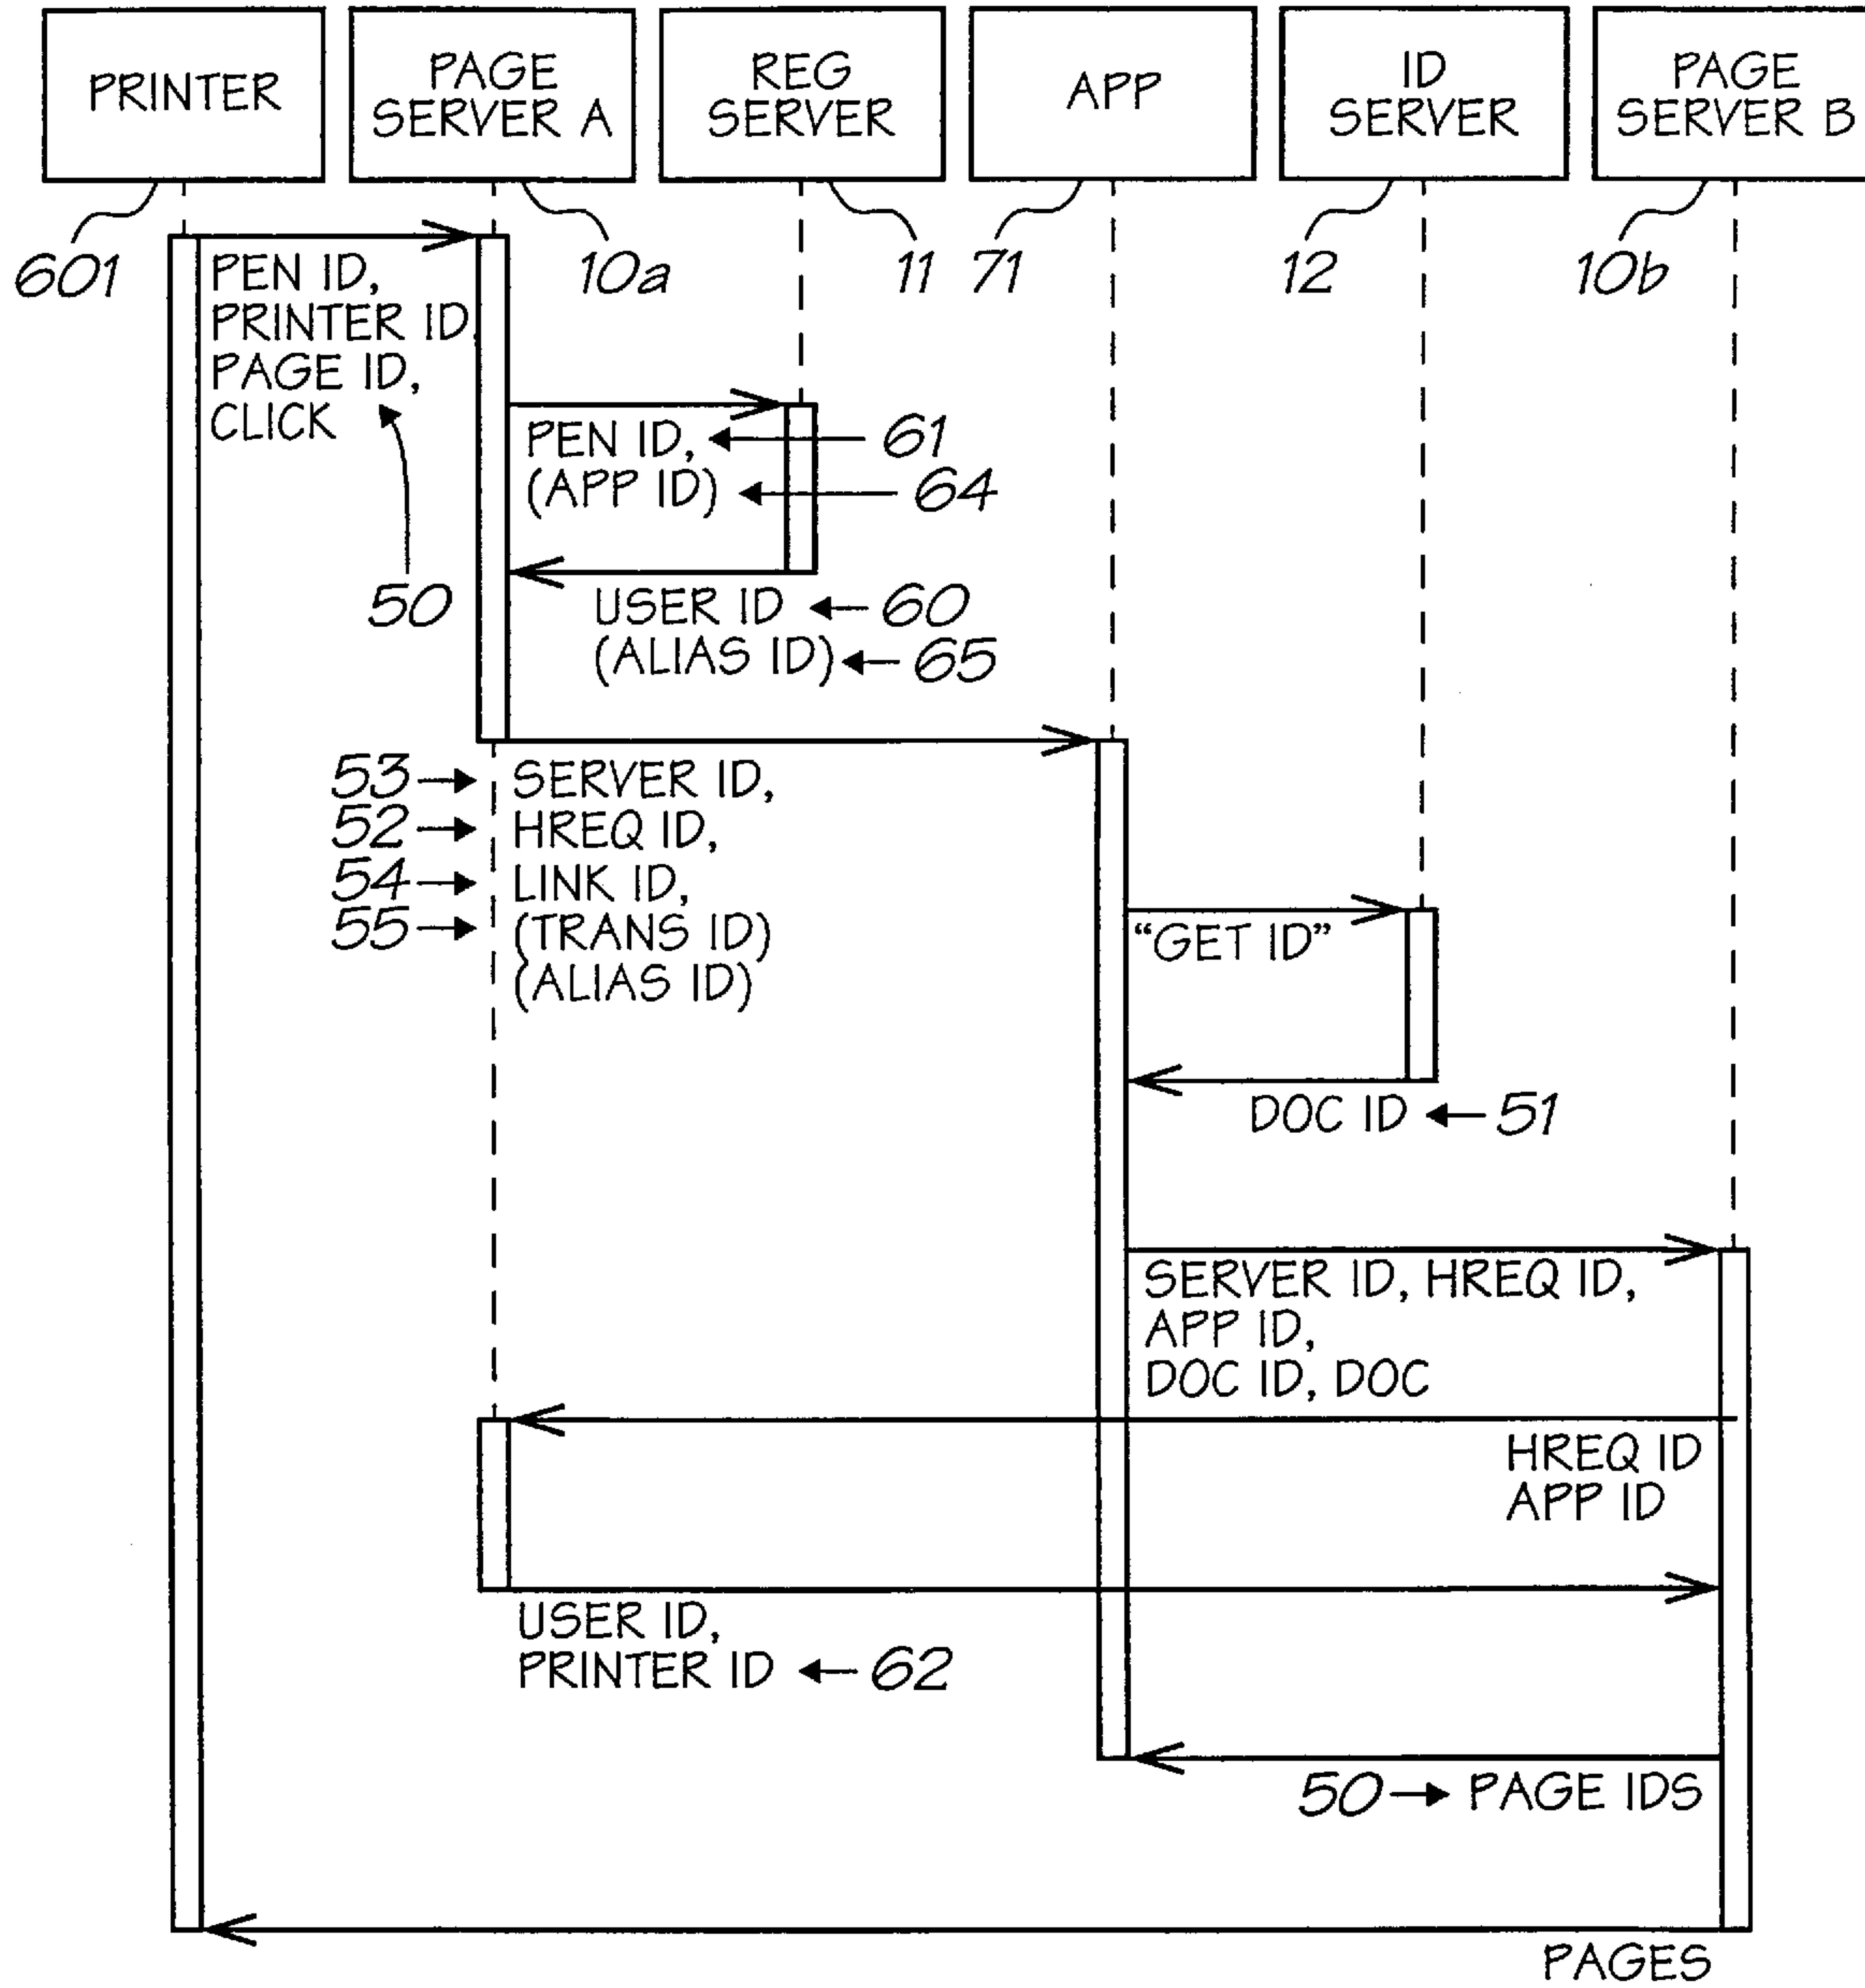 PRINTER
PAGE
SERVER A
REG
SERVER
APP
ID
SERVER
PAGE
SERVER B
601
10a
11
71
12
10b
PEN ID,
PRINTER ID
PAGE ID,
CLICK
50
PEN ID,
61
(APP ID)
64
USER ID
60
(ALIAS ID)
65
53
SERVER ID,
52
HREQ ID,
54
LINK ID,
55
(TRANS ID)
(ALIAS ID)
“GET ID”
DOC ID
51
SERVER ID, HREQ ID,
APP ID,
DOC ID, DOC
HREQ ID
APP ID
USER ID,
PRINTER ID
62
50
PAGE IDS
PAGES